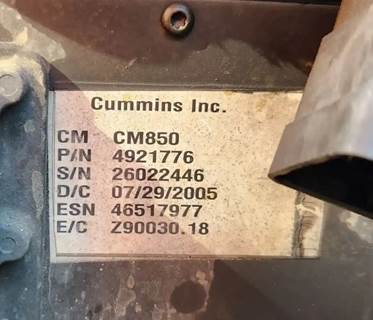 Cummins Inc.
CM CM850
P/N 4921776
S/N 26022446
D/C 07/29/2005
ESN 46517977
E/C Z90030.18